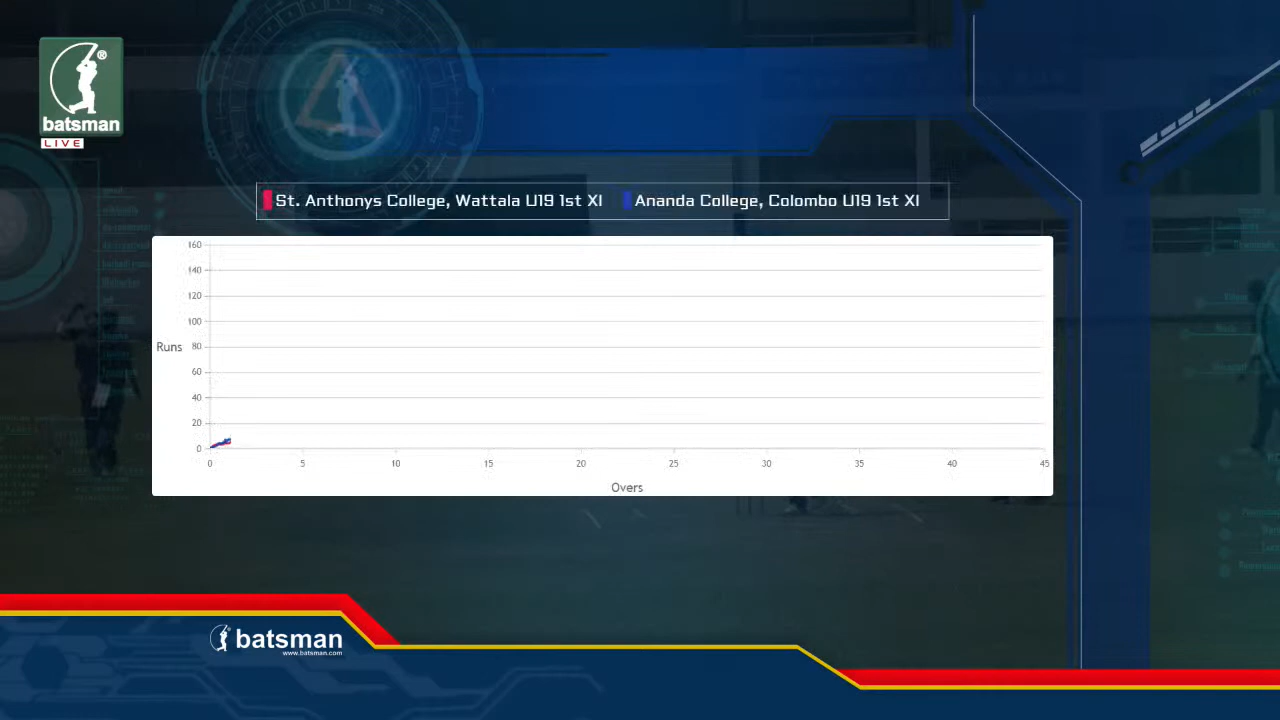 batsman
LIVE
St. Anthonys College, Wattala U19 1st XI
Ananda College, Colombo U19 1st XI
160
140
120
100
Runs 80
60
40
20
0
0 5 10 15 20 25 30 35 40 45
Overs
batsman
www.batsman.com